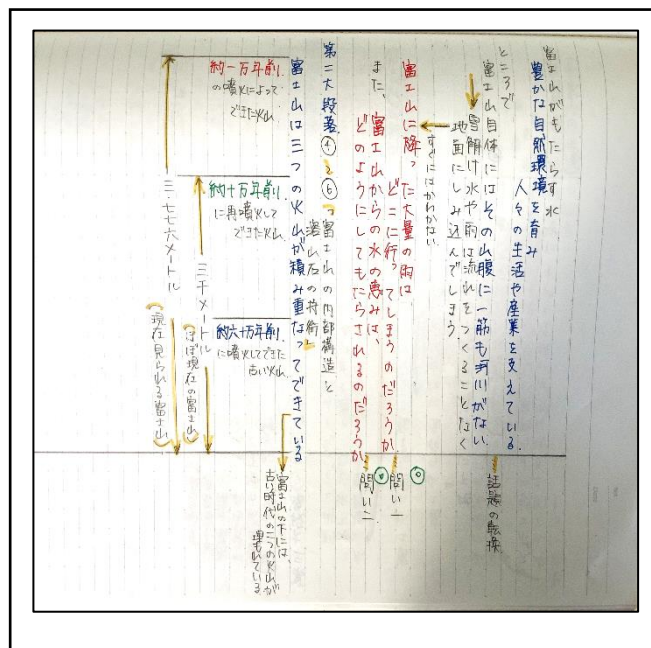 富士山がもたらす水
豊かな自然環境を育み
人々の生活や産業を支えている。
ところで
富士山自体にはその山腹に一筋も河川がない
雪解け水や雨は流れをつくることなく
地面にしみ込んでしまう。
話題の転換
すぐにはわかわない
富士山に降った大量の雨は
どこに行ってしまうのだろうか
問い一
また、富士山からの水の恵みは、
どのようにしてもたらされるのだろうか
問い二
第二大段落④〜⑥「富士山の内部構造と
溶岩の特徴」
富士山は三つの火山が積み重なってできている
富士山の下には、
古い時代の二つの火山が
埋もれている
約一万年前
の噴火によって
できた火山
約十万年前
に再噴火して
できた火山
約六十万年前
に噴火してできた
古い火山
三千メートル
(ほぼ現在の富士山)
三、七七六メートル
(現在見られる富士山)